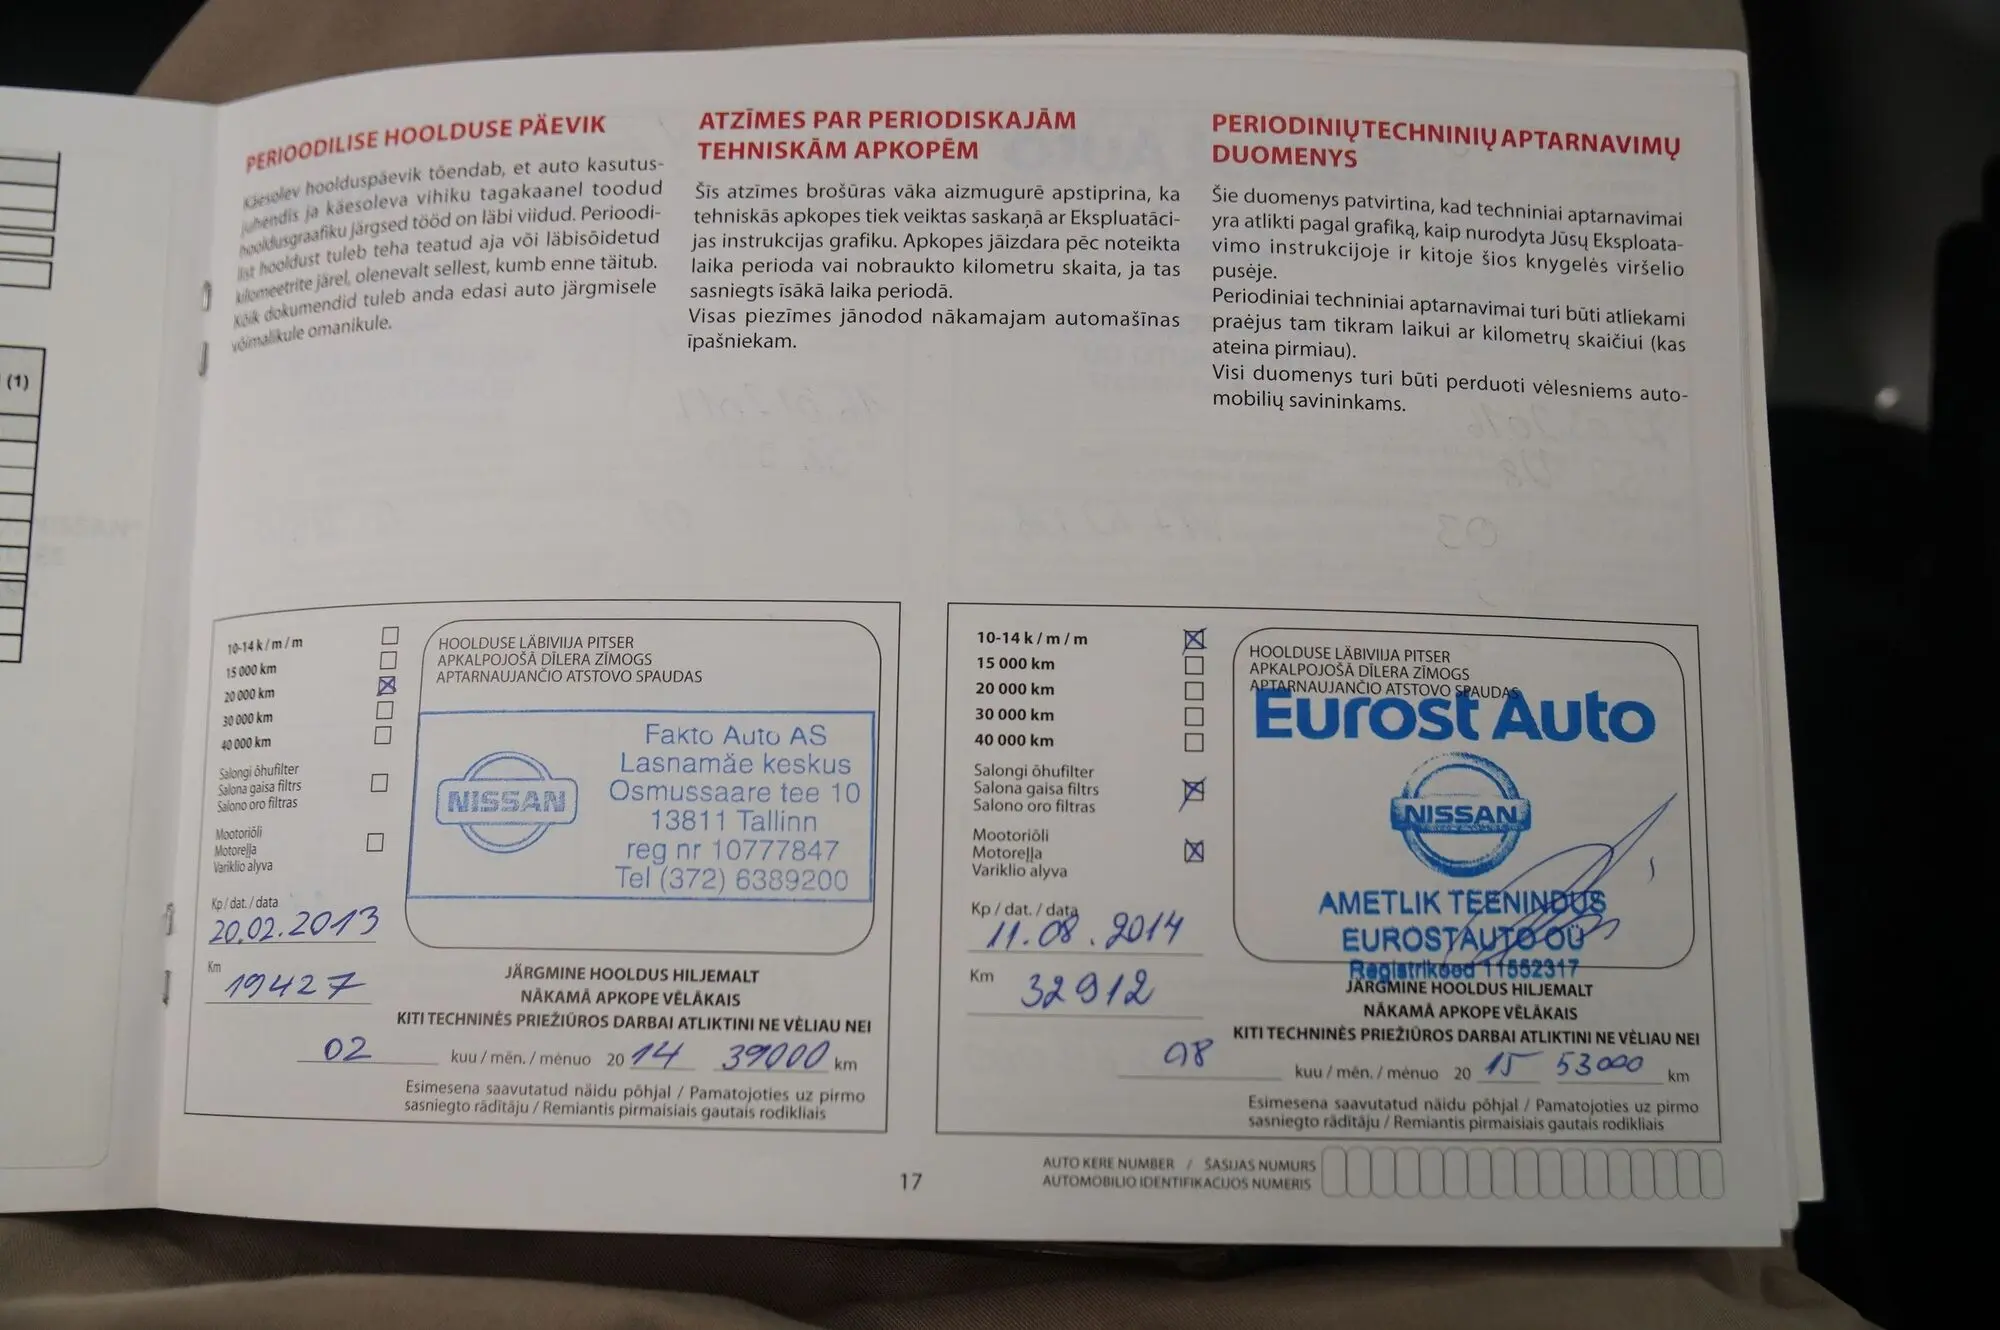 (1)
PERIOODILISE HOOLDUSE PÄEVIK
Käesolev hoolduspäevik tõendab, et auto kasutus-
juhendis ja käesoleva vihiku tagakaanel toodud
hooldusgraafiku järgsed tööd on läbi viidud. Perioodi-
list hooldust tuleb teha teatud aja või läbisõidetud
kilomeetrite järel, olenevalt sellest, kumb enne täitub.
Kõik dokumendid tuleb anda edasi auto järgmisele
võimalikule omanikule.
ATZĪMES PAR PERIODISKAJĀM
TEHNISKĀM APKOPĒM
Šīs atzīmes brošūras vāka aizmugurē apstiprina, ka
tehniskās apkopes tiek veiktas saskaņā ar Ekspluatāci-
jas instrukcijas grafiku. Apkopes jāizdara pēc noteikta
laika perioda vai nobraukto kilometru skaita, ja tas
sasniegts īsākā laika periodā.
Visas piezīmes jānodod nākamajam automašīnas
īpašniekam.
PERIODINIŲ TECHNINIŲ APTARNAVIMŲ
DUOMENYS
Šie duomenys patvirtina, kad techniniai aptarnavimai
yra atlikti pagal grafiką, kaip nurodyta Jūsų Eksploata-
vimo instrukcijoje ir kitoje šios knygelės viršelio
pusėje.
Periodiniai techniniai aptarnavimai turi būti atliekami
praėjus tam tikram laikui ar kilometrų skaičiui (kas
ateina pirmiau).
Visi duomenys turi būti perduoti vėlesniems auto-
mobilių savininkams.
10-14 k / m / m
15 000 km
20 000 km
30 000 km
40 000 km
Salongi õhufilter
Salona gaisa filtrs
Salono oro filtras
Mootoriõli
Motoreļļa
Variklio alyva
Kp / dat. / data
20.02.2013
Km
19427
HOOLDUSE LÄBIVIIJA PITSER
APKALPOJOŠĀ DĪLERA ZĪMOGS
APTARNAUJANČIO ATSTOVO SPAUDAS
NISSAN
Fakto Auto AS
Lasnamäe keskus
Osmussaare tee 10
13811 Tallinn
reg nr 10777847
Tel (372) 6389200
JÄRGMINE HOOLDUS HILJEMALT
NĀKAMĀ APKOPE VĒLĀKAIS
KITI TECHNINĖS PRIEŽIŪROS DARBAI ATLIKTINI NE VĖLIAU NEI
02 kuu / mēn. / mėnuo 20 14 39000 km
Esimesena saavutatud näidu põhjal / Pamatojoties uz pirmo
sasniegto rādītāju / Remiantis pirmaisiais gautais rodikliais
10-14 k / m / m
15 000 km
20 000 km
30 000 km
40 000 km
Salongi õhufilter
Salona gaisa filtrs
Salono oro filtras
Mootoriõli
Motoreļļa
Variklio alyva
Kp / dat. / data
11.08.2014
Km
32912
HOOLDUSE LÄBIVIIJA PITSER
APKALPOJOŠĀ DĪLERA ZĪMOGS
APTARNAUJANČIO ATSTOVO SPAUDAS
Eurost Auto
NISSAN
AMETLIK TEENINDUS
EUROSTAUTO OÜ
Registrikood 11552317
JÄRGMINE HOOLDUS HILJEMALT
NĀKAMĀ APKOPE VĒLĀKAIS
KITI TECHNINĖS PRIEŽIŪROS DARBAI ATLIKTINI NE VĖLIAU NEI
08 kuu / mēn. / mėnuo 20 15 53000 km
Esimesena saavutatud näidu põhjal / Pamatojoties uz pirmo
sasniegto rādītāju / Remiantis pirmaisiais gautais rodikliais
17
AUTO KERE NUMBER / ŠASIJAS NUMURS
AUTOMOBILIO IDENTIFIKACIJOS NUMERIS